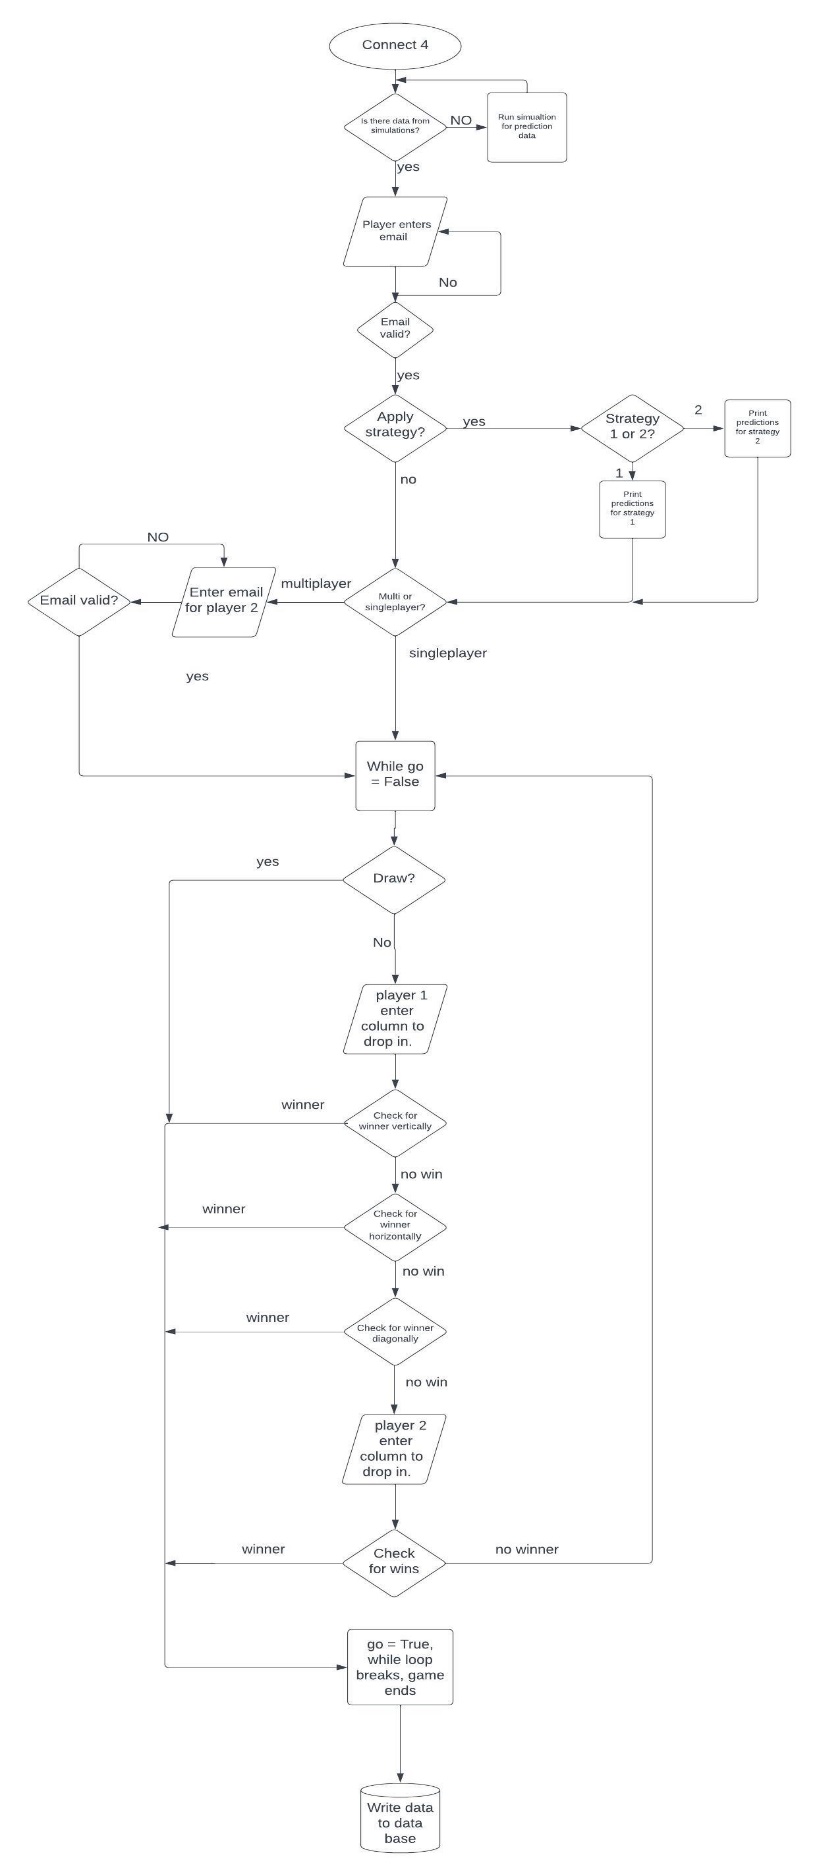 Connect 4
Is there data from
simulations?
NO
Run simualtion
for prediction
data
yes
Player enters
email
No
Email
valid?
yes
Apply
strategy?
yes
Strategy
1 or 2?
2
Print
predictions
for strategy
2
no
1
Print
predictions
for strategy
1
NO
Email valid?
Enter email
for player 2
multiplayer
Multi or
singleplayer?
singleplayer
yes
While go
= False
yes
Draw?
No
player 1
enter
column to
drop in.
winner
Check for
winner vertically
no win
winner
Check for
winner
horizontally
no win
winner
Check for winner
diagonally
no win
player 2
enter
column to
drop in.
winner
Check
for wins
no winner
go = True,
while loop
breaks, game
ends
Write data
to data
base